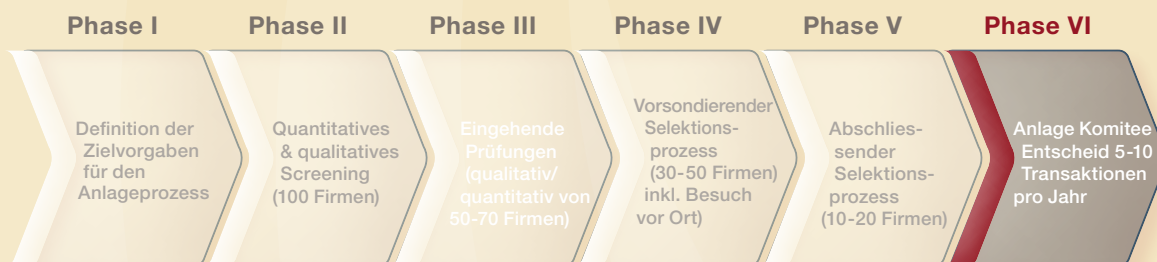 Phase I
Definition der
Zielvorgaben
für den
Anlageprozess
Phase II
Quantitatives
& qualitatives
Screening
(100 Firmen)
Phase III
Eingehende
Prüfungen
(qualitativ/
quantitativ von
50-70 Firmen)
Phase IV
Vorsondierender
Selektions-
prozess
(30-50 Firmen)
inkl. Besuch
vor Ort)
Phase V
Abschlies-
sender
Selektions-
prozess
(10-20 Firmen)
Phase VI
Anlage Komitee
Entscheid 5-10
Transaktionen
pro Jahr